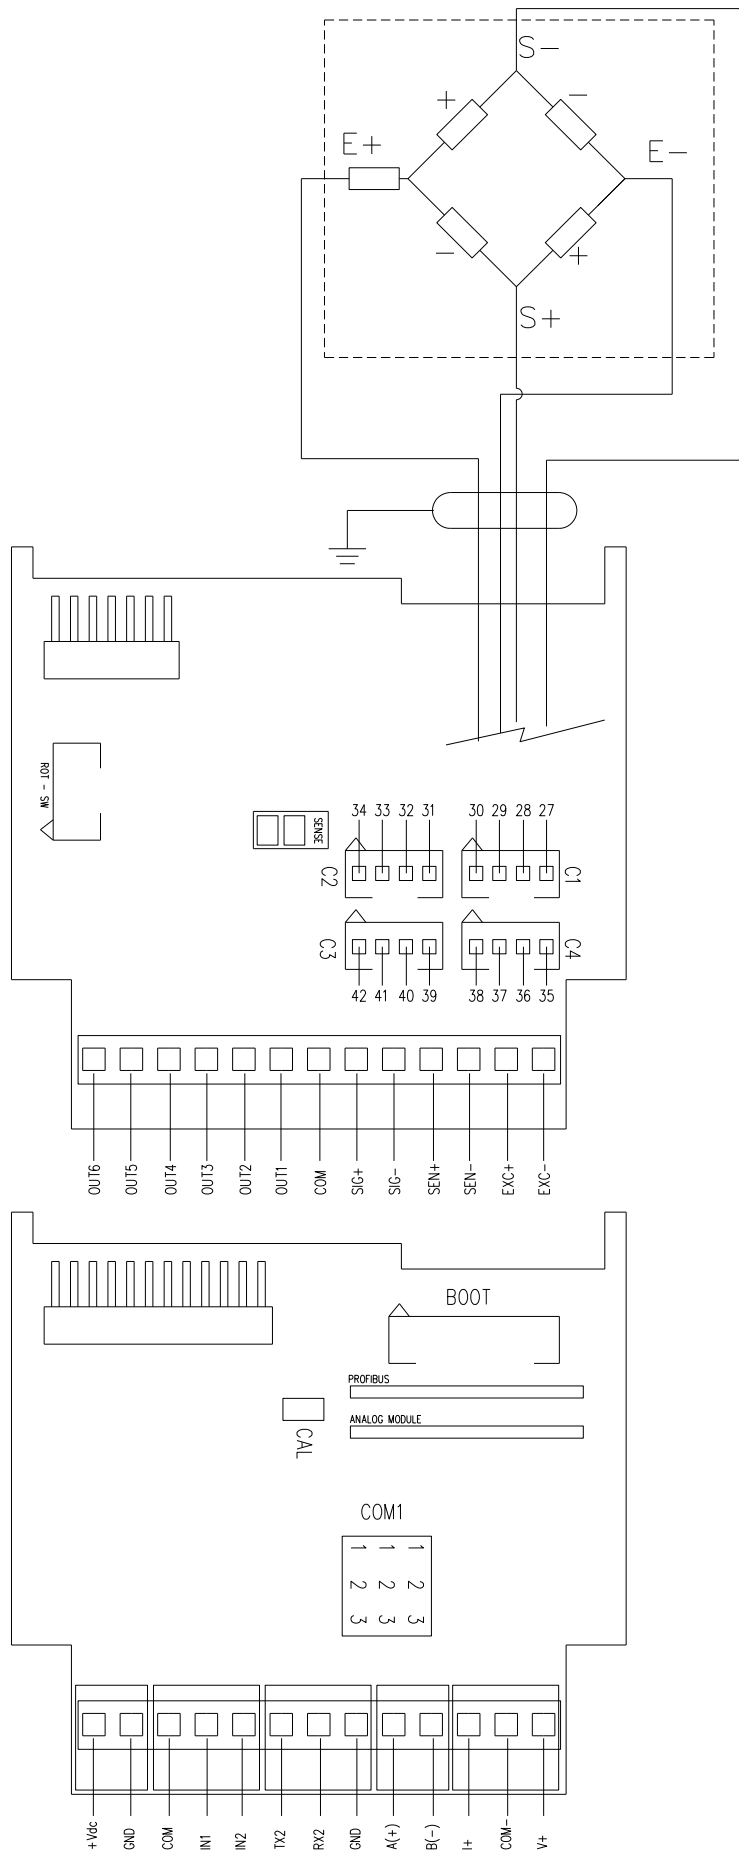 S-
+
-
E+
E-
-
+
S+
ROT - SW
SENSE
34 33 32 31 30 29 28 27
C2
C1
C3
C4
42 41 40 39 38 37 36 35
OUT6 OUT5 OUT4 OUT3 OUT2 OUT1 COM SIG+ SIG- SEN+ SEN- EXC+ EXC-
BOOT
PROFIBUS
ANALOG MODULE
CAL
COM1
1 1 1
2 2 2
3 3 3
+Vdc GND COM IN1 IN2 TX2 RX2 GND A(+) B(-) I+ COM- V+